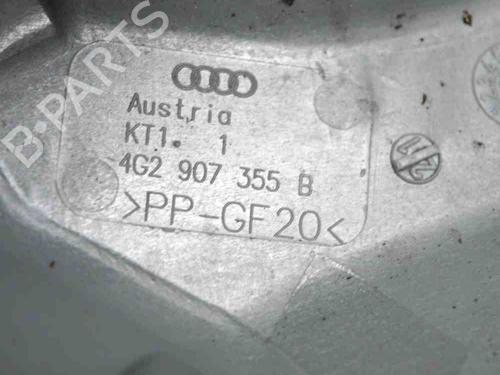 B-PARTS
Austria
KT1. 1
4G2 907 355 B
>PP-GF20<